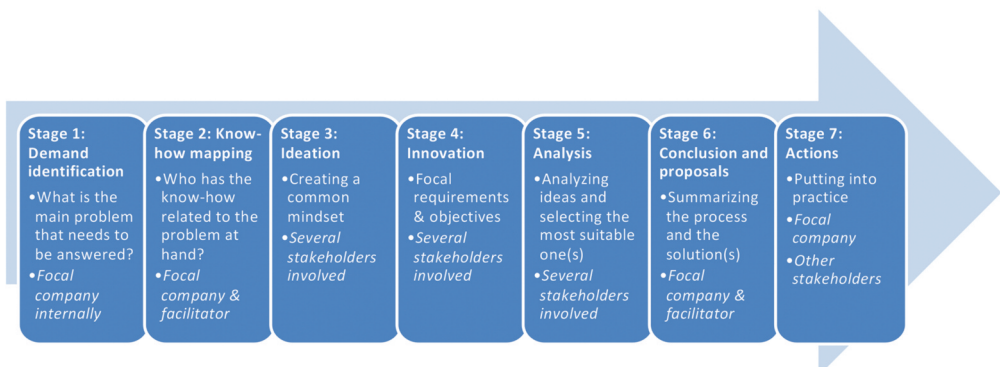 Stage 1:
Demand
identification
•What is the
main problem
that needs to
be answered?
•Focal
company
internally
Stage 2: Know-
how mapping
•Who has the
know-how
related to the
problem at
hand?
•Focal
company &
facilitator
Stage 3:
Ideation
•Creating a
common
mindset
•Several
stakeholders
involved
Stage 4:
Innovation
•Focal
requirements
& objectives
•Several
stakeholders
involved
Stage 5:
Analysis
•Analyzing
ideas and
selecting the
most suitable
one(s)
•Several
stakeholders
involved
Stage 6:
Conclusion and
proposals
•Summarizing
the process
and the
solution(s)
•Focal
company &
facilitator
Stage 7:
Actions
•Putting into
practice
•Focal
company
•Other
stakeholders